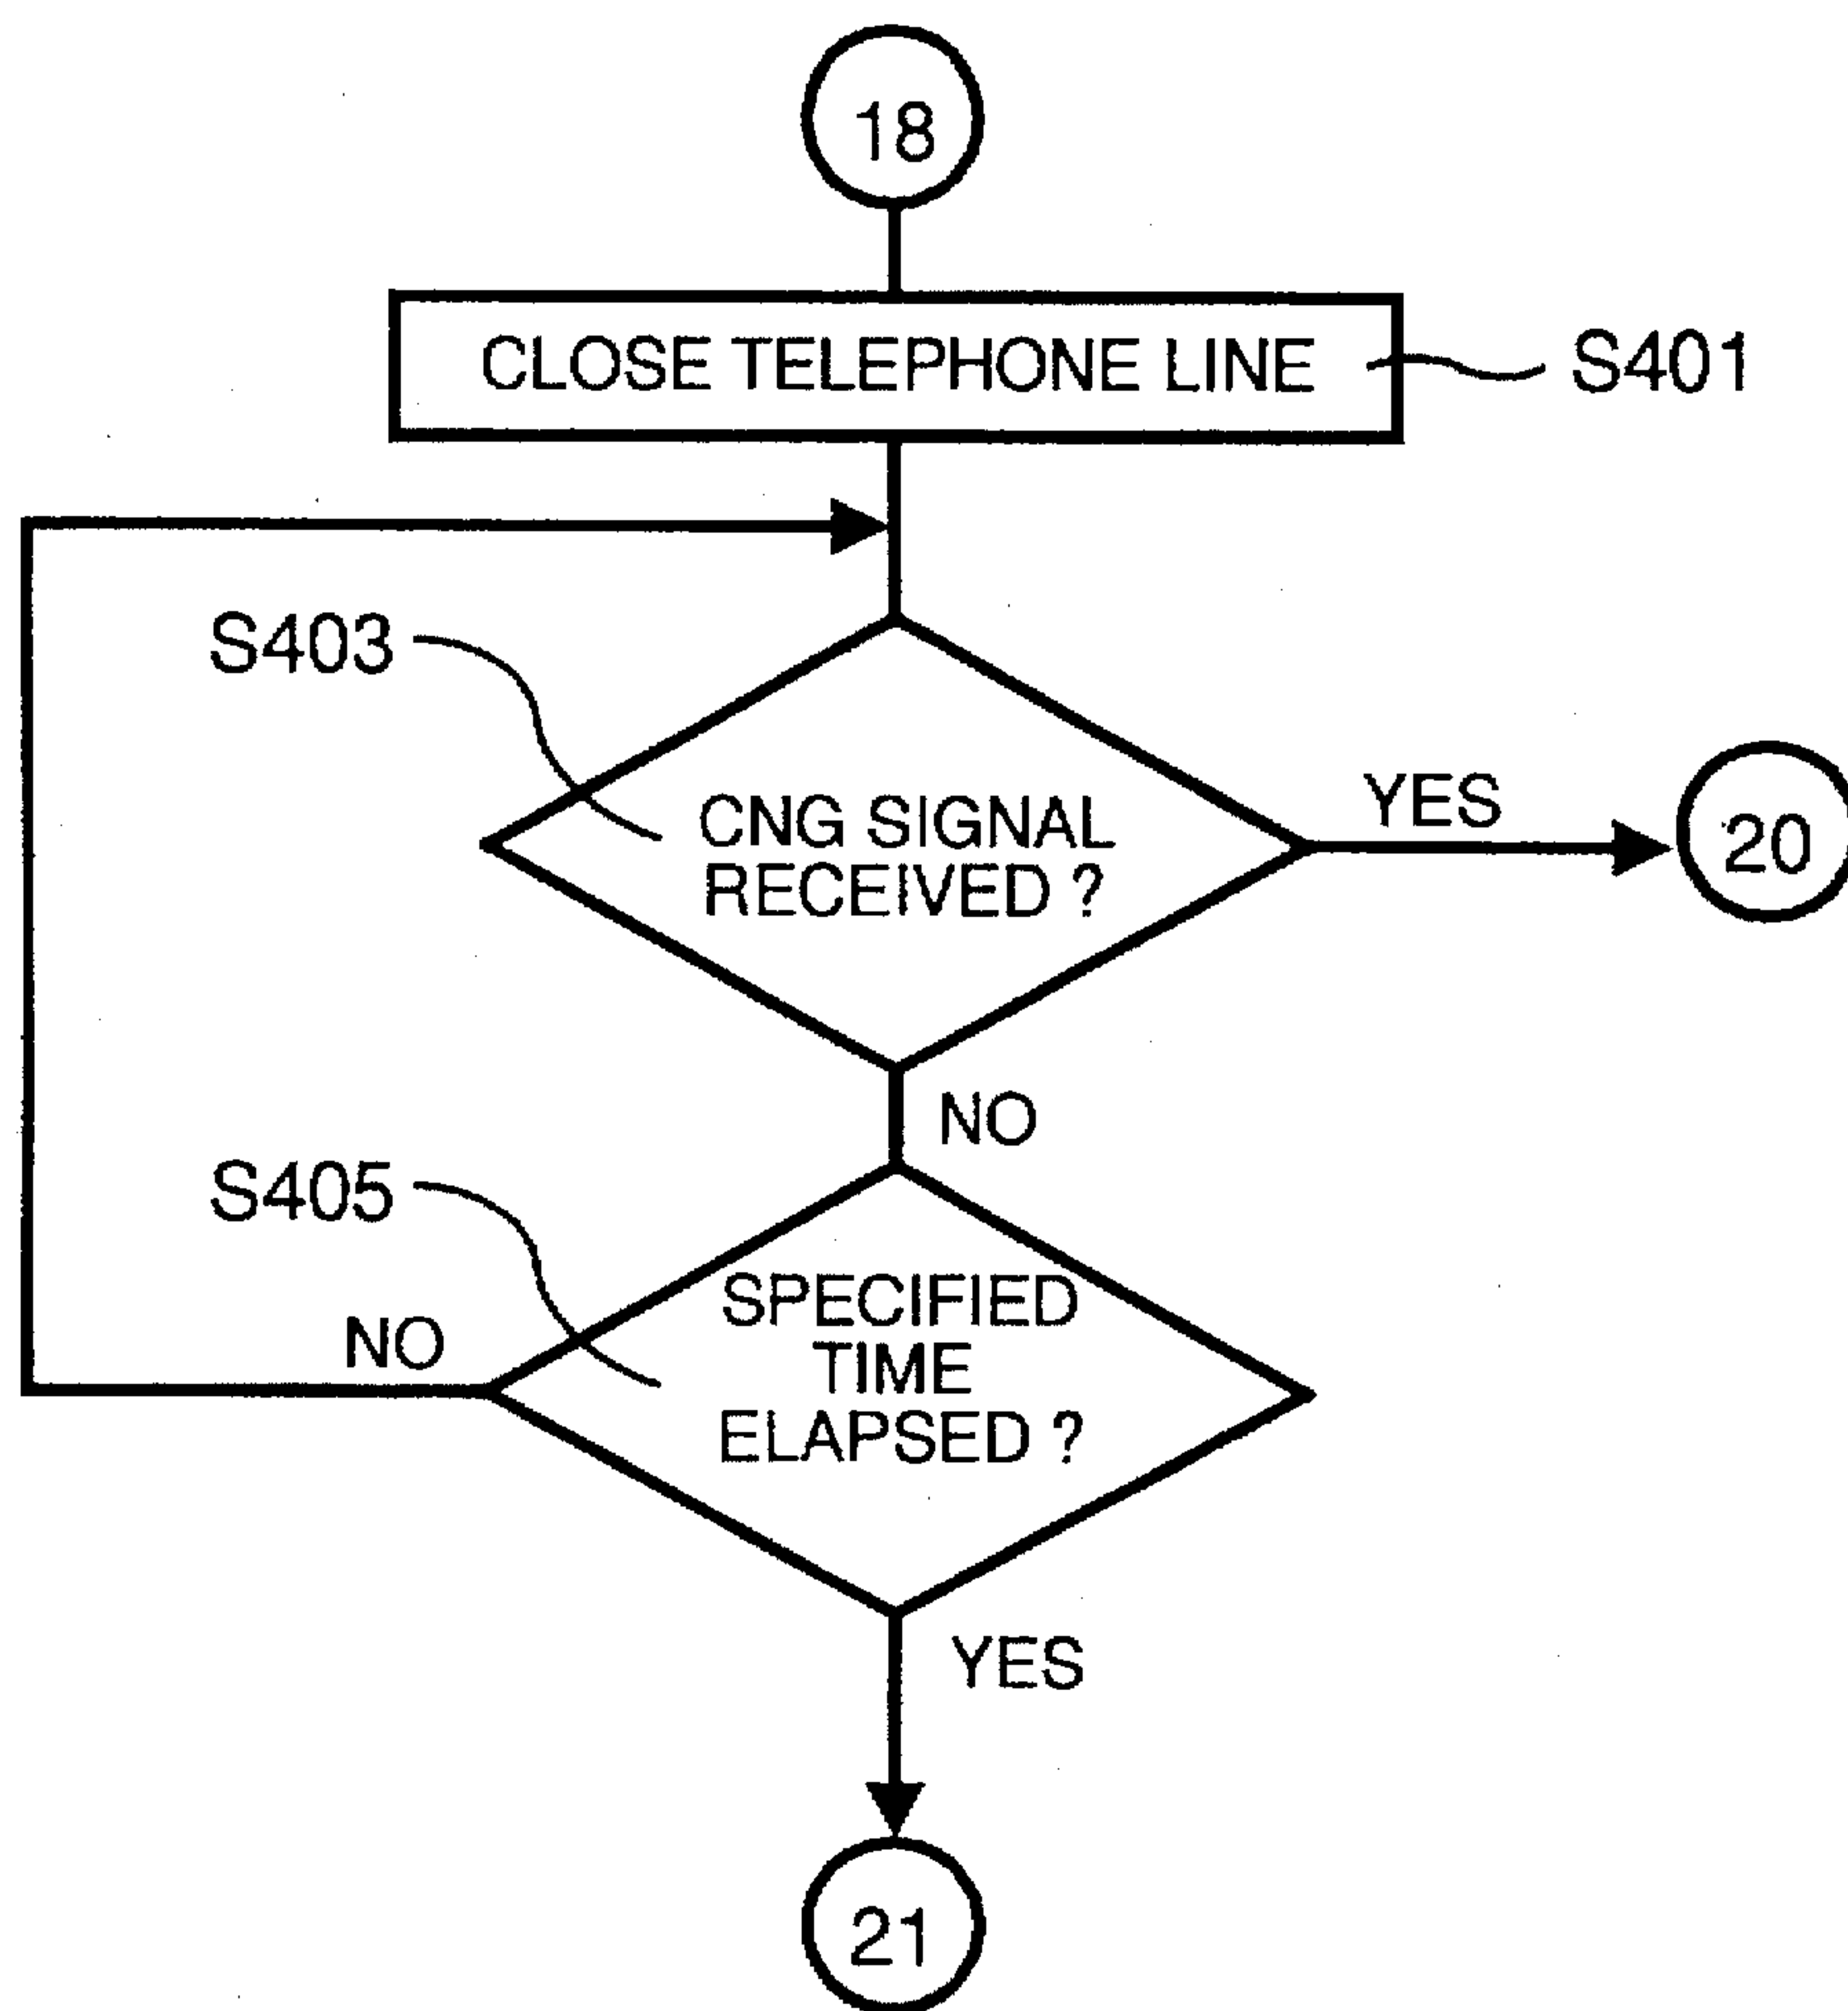 18
CLOSE TELEPHONE LINE
S401
S403
CNG SIGNAL
RECEIVED ?
YES
20
NO
S405
SPECIFIED
TIME
ELAPSED ?
NO
YES
21